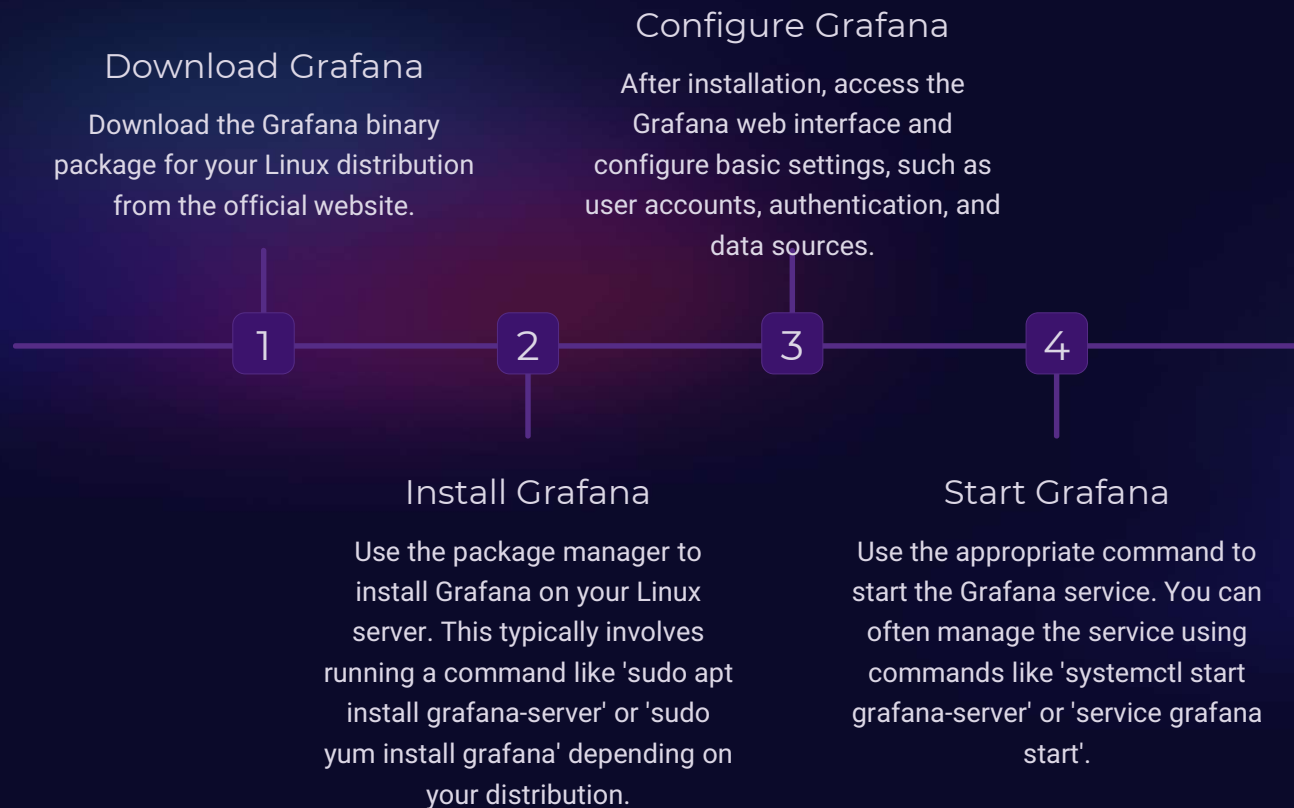 Download Grafana
Download the Grafana binary
package for your Linux distribution
from the official website.
1
Install Grafana
Use the package manager to
install Grafana on your Linux
server. This typically involves
running a command like 'sudo apt
install grafana-server' or 'sudo
yum install grafana' depending on
your distribution.
2
Configure Grafana
After installation, access the
Grafana web interface and
configure basic settings, such as
user accounts, authentication, and
data sources.
3
Start Grafana
Use the appropriate command to
start the Grafana service. You can
often manage the service using
commands like 'systemctl start
grafana-server' or 'service grafana
start'.
4